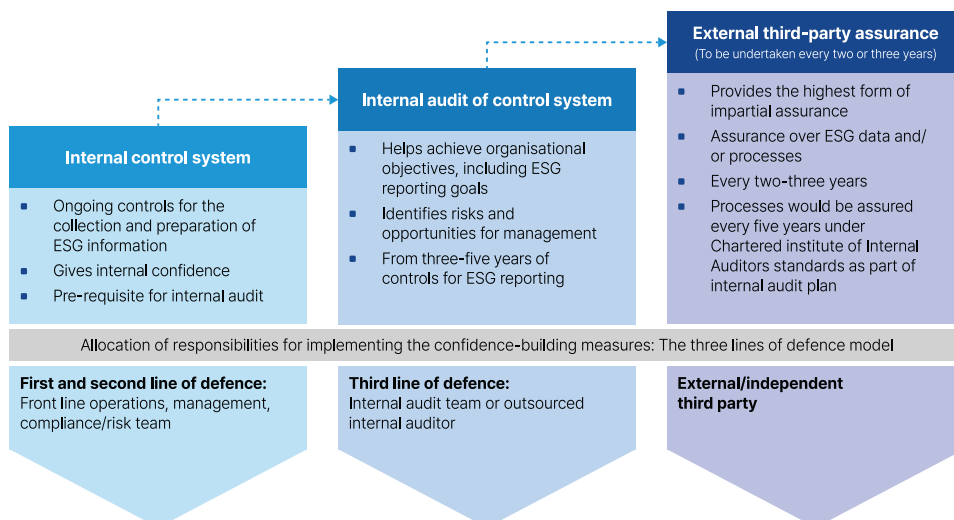 External third-party assurance
(To be undertaken every two or three years)
Provides the highest form of
impartial assurance
Assurance over ESG data and/
or processes
Every two-three years
Processes would be assured
every five years under
Chartered institute of Internal
Auditors standards as part of
internal audit plan
Internal audit of control system
Helps achieve organisational
objectives, including ESG
reporting goals
Identifies risks and
opportunities for management
From three-five years of
controls for ESG reporting
Internal control system
Ongoing controls for the
collection and preparation of
ESG information
Gives internal confidence
Pre-requisite for internal audit
Allocation of responsibilities for implementing the confidence-building measures: The three lines of defence model
First and second line of defence:
Front line operations, management,
compliance/risk team
Third line of defence:
Internal audit team or outsourced
internal auditor
External/independent
third party